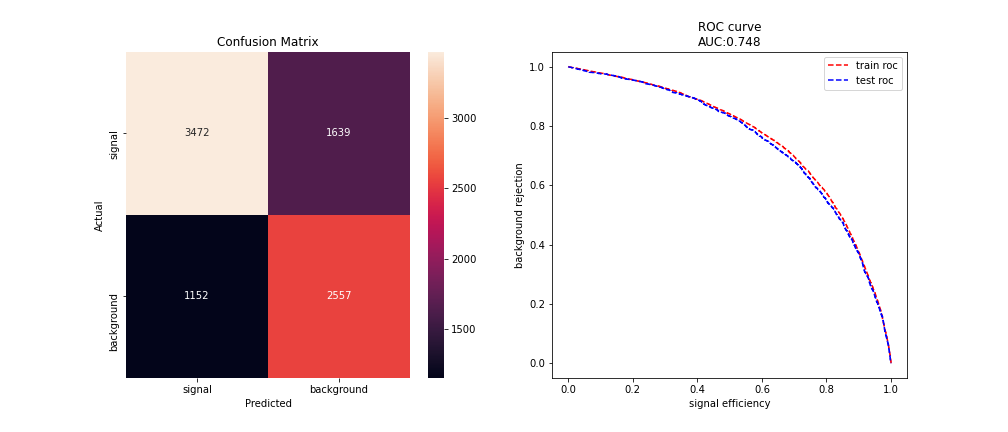 Confusion Matrix
signal
background
Actual
3472
1639
1152
2557
signal
background
Predicted
3000
2500
2000
1500
ROC curve
AUC:0.748
train roc
test roc
background rejection
1.0
0.8
0.6
0.4
0.2
0.0
0.0
0.2
0.4
0.6
0.8
1.0
signal efficiency